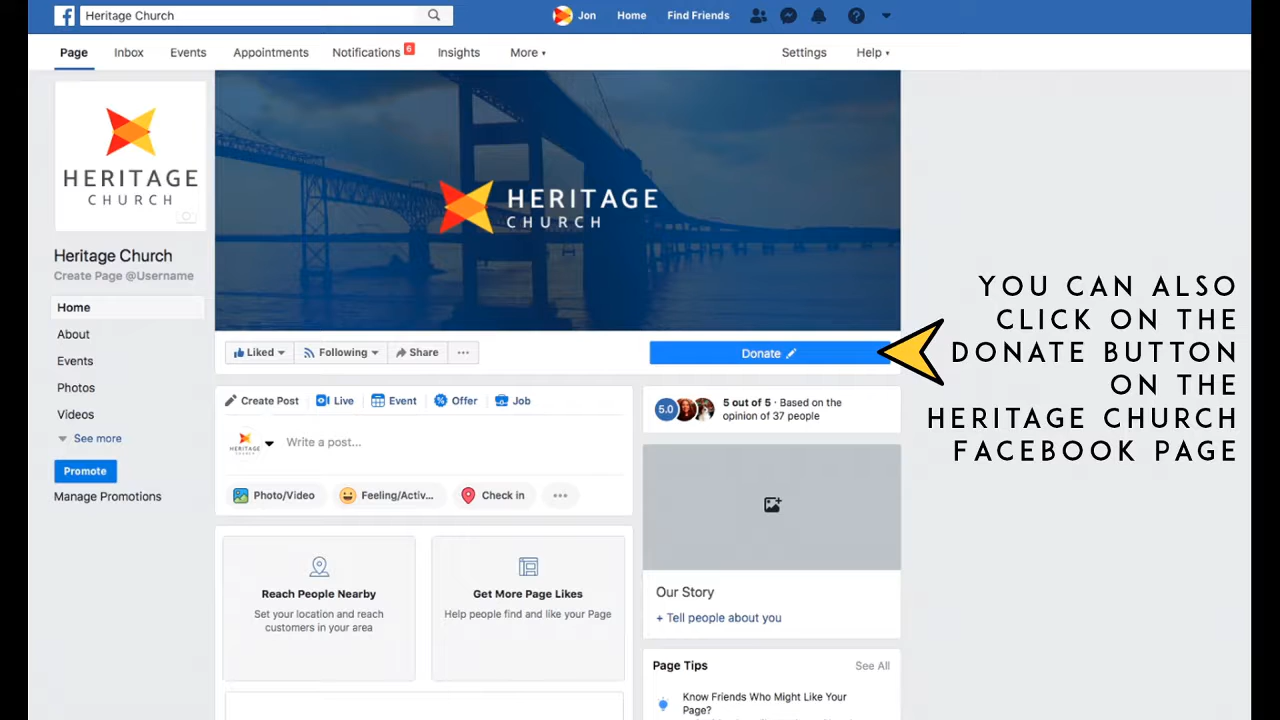 Heritage Church
Jon
Home
Find Friends
Page
Inbox
Events
Appointments
Notifications 6
Insights
More
Settings
Help
HERITAGE
CHURCH
HERITAGE
CHURCH
Heritage Church
Create Page @Username
Home
About
Events
Photos
Videos
See more
Promote
Manage Promotions
Liked
Following
Share
Donate
YOU CAN ALSO
CLICK ON THE
DONATE BUTTON
ON THE
HERITAGE CHURCH
FACEBOOK PAGE
Create Post
Live
Event
Offer
Job
HERITAGE
CHURCH
Write a post...
Photo/Video
Feeling/Activ...
Check in
5.0
5 out of 5 · Based on the
opinion of 37 people
Reach People Nearby
Set your location and reach
customers in your area
Get More Page Likes
Help people find and like your Page
Our Story
+ Tell people about you
Page Tips
See All
Know Friends Who Might Like Your
Page?